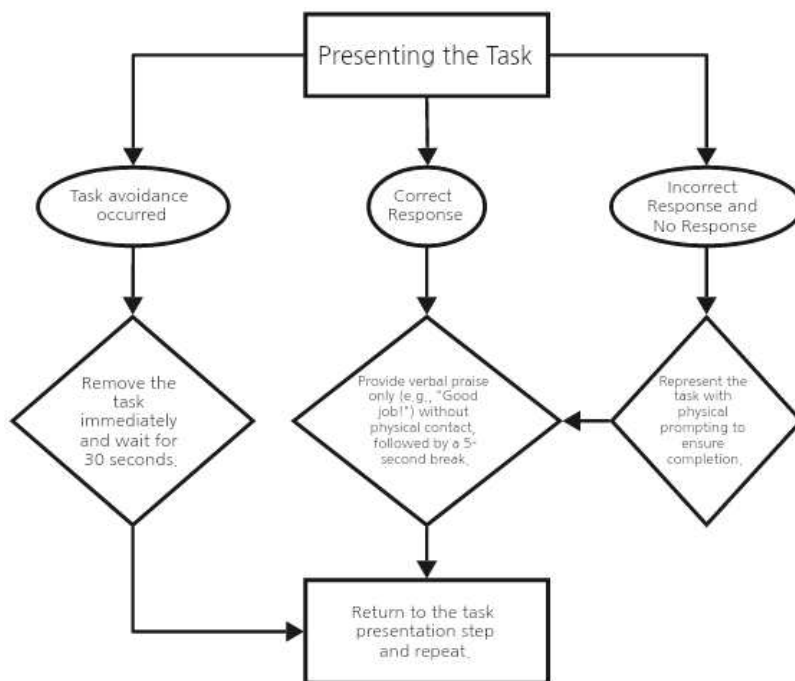 Presenting the Task
Task avoidance
occurred
Correct
Response
Incorrect
Response and
No Response
Remove the
task
immediately
and wait for
30 seconds.
Provide verbal praise
only (e.g., "Good
job!") without
physical contact,
followed by a 5-
second break.
Represent the
task with
physical
prompting to
ensure
completion.
Return to the task
presentation step
and repeat.